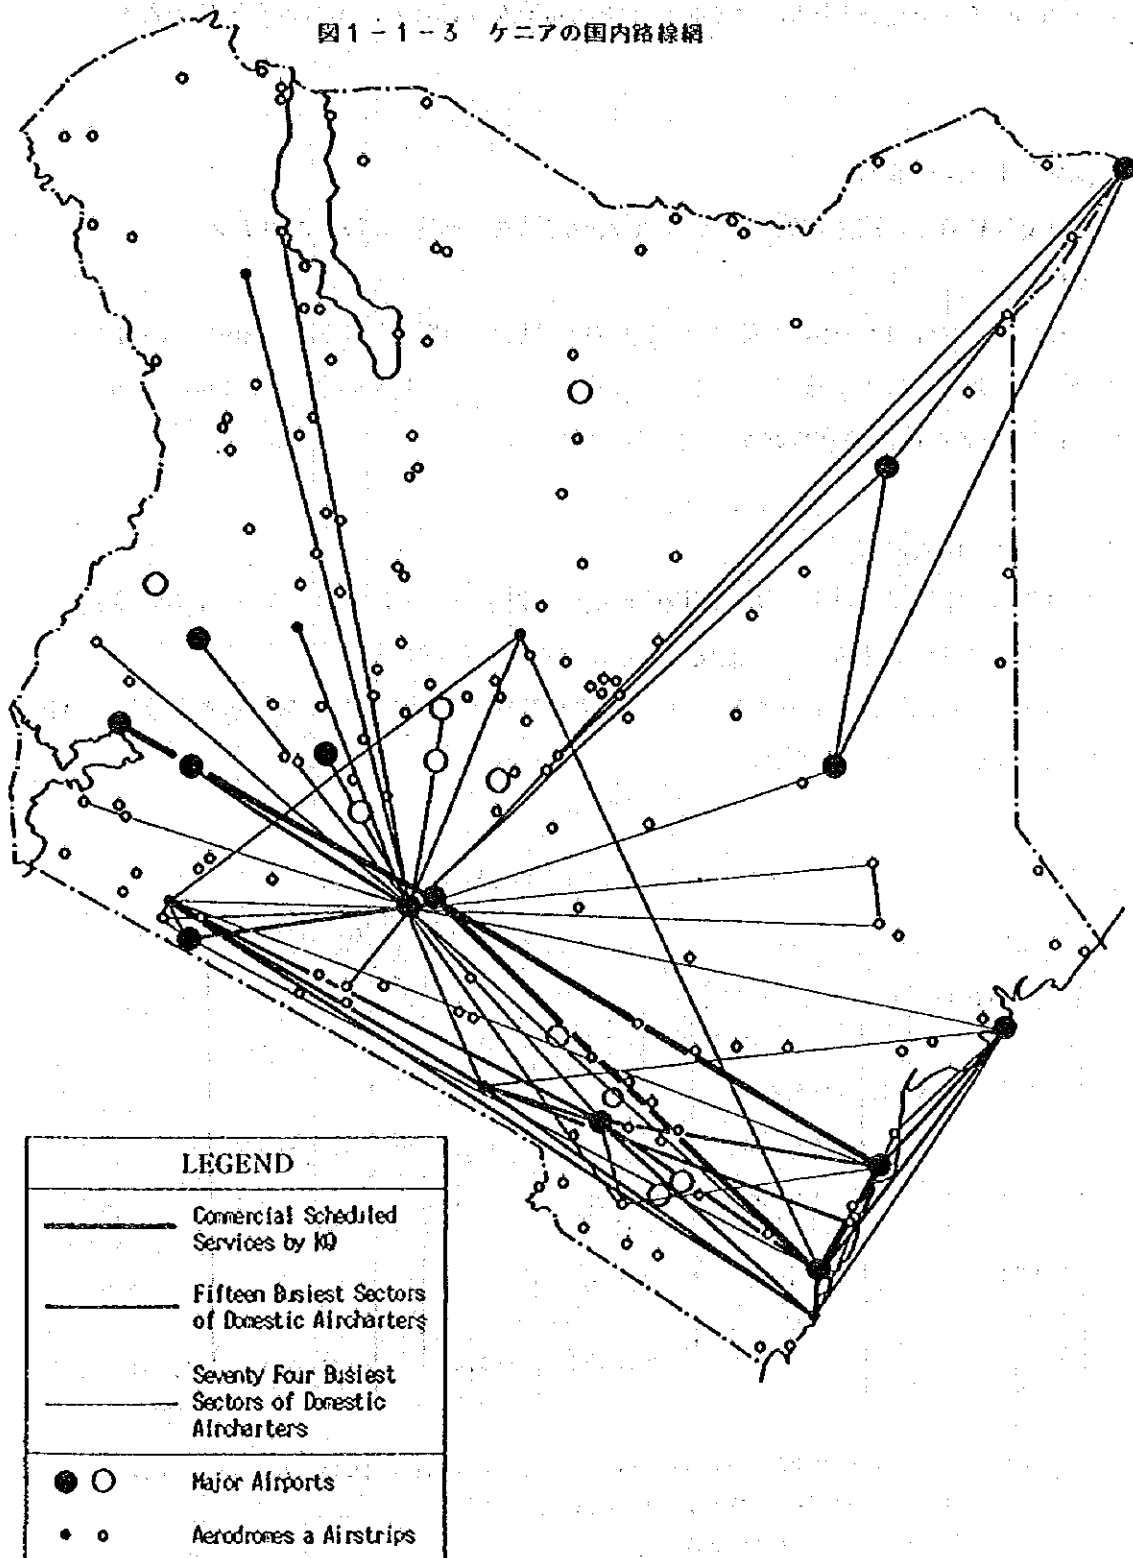 図1-1-3 ケニアの国内路線網
LEGEND
Commercial Scheduled
Services by KQ
Fifteen Busiest Sectors
of Domestic Aircharters
Seventy Four Busiest
Sectors of Domestic
Aircharters
Major Airports
Aerodromes a Airstrips